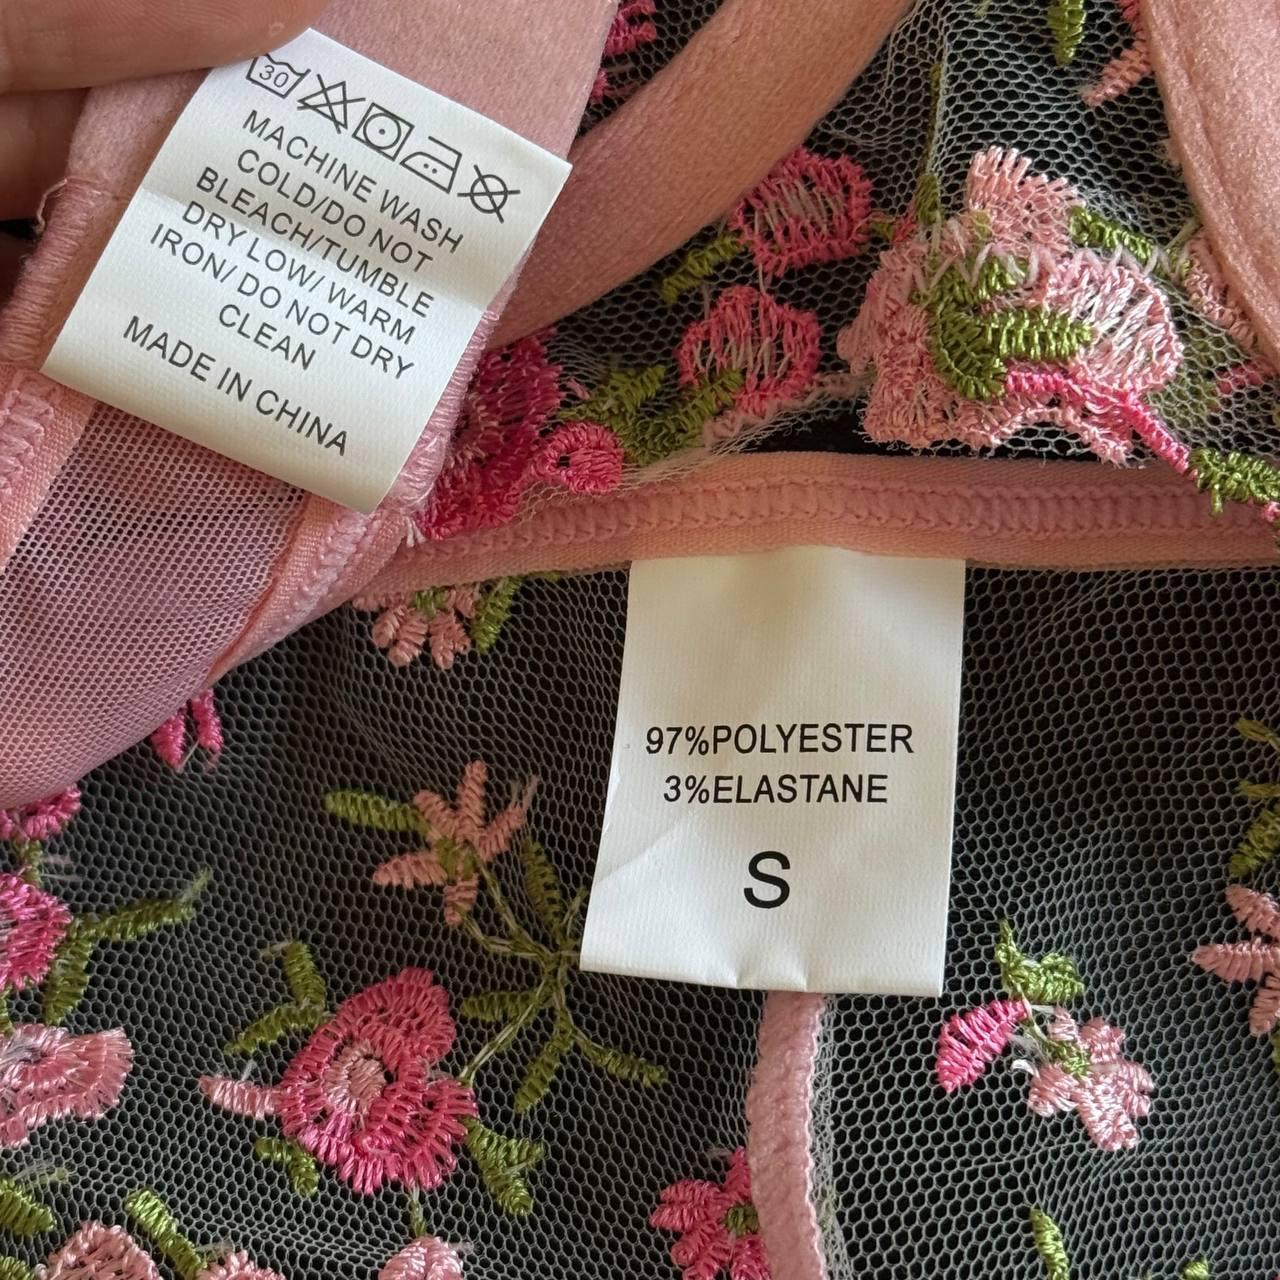 30
MACHINE WASH
COLD/DO NOT
BLEACH/TUMBLE
DRY LOW/ WARM
IRON/ DO NOT DRY
CLEAN
MADE IN CHINA
97%POLYESTER
3%ELASTANE
S